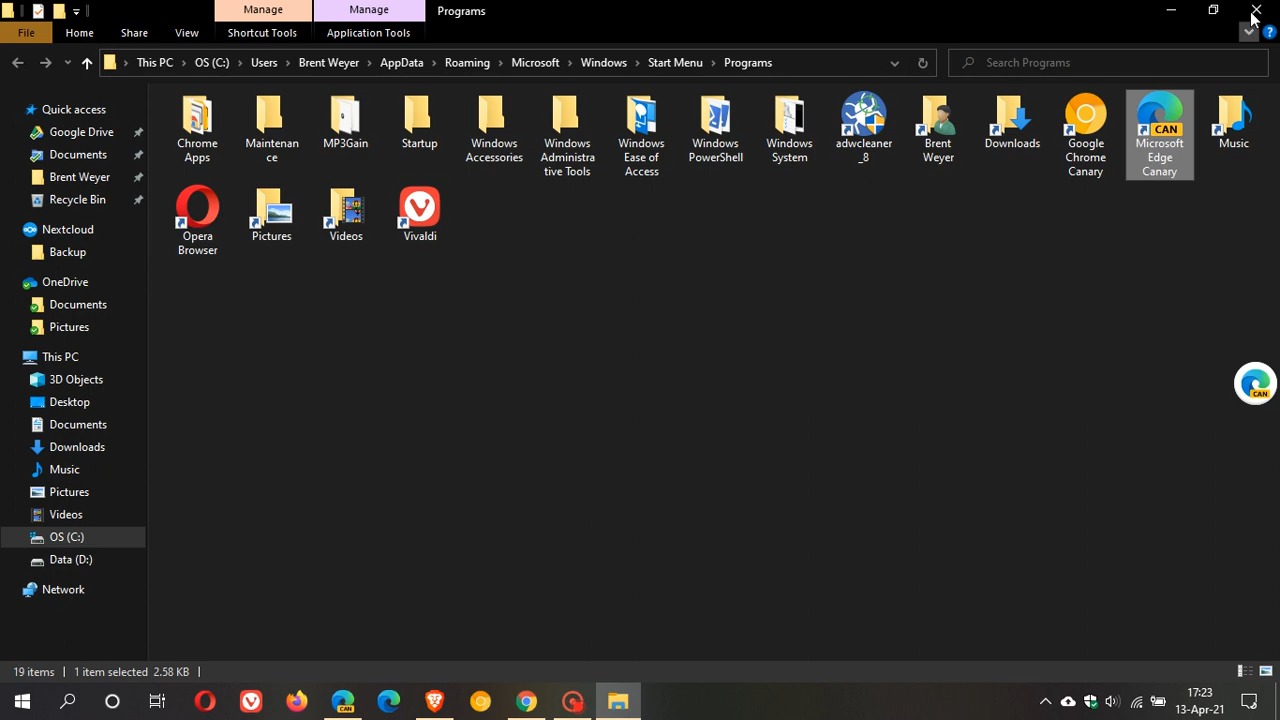 Manage
Manage
Programs
File
Home
Share
View
Shortcut Tools
Application Tools
This PC
OS (C:)
Users
Brent Weyer
AppData
Roaming
Microsoft
Windows
Start Menu
Programs
Search Programs
Quick access
Google Drive
Documents
Brent Weyer
Recycle Bin
Nextcloud
Backup
OneDrive
Documents
Pictures
This PC
3D Objects
Desktop
Documents
Downloads
Music
Pictures
Videos
OS (C:)
Data (D:)
Network
Chrome
Apps
Maintenan
ce
MP3Gain
Startup
Windows
Accessories
Windows
Administra
tive Tools
Windows
Ease of
Access
Windows
PowerShell
Windows
System
adwcleaner
_8
Brent
Weyer
Downloads
Google
Chrome
Canary
CAN
Microsoft
Edge
Canary
Music
Opera
Browser
Pictures
Videos
Vivaldi
CAN
19 items
1 item selected 2.58 KB
CAN
17:23
13-Apr-21